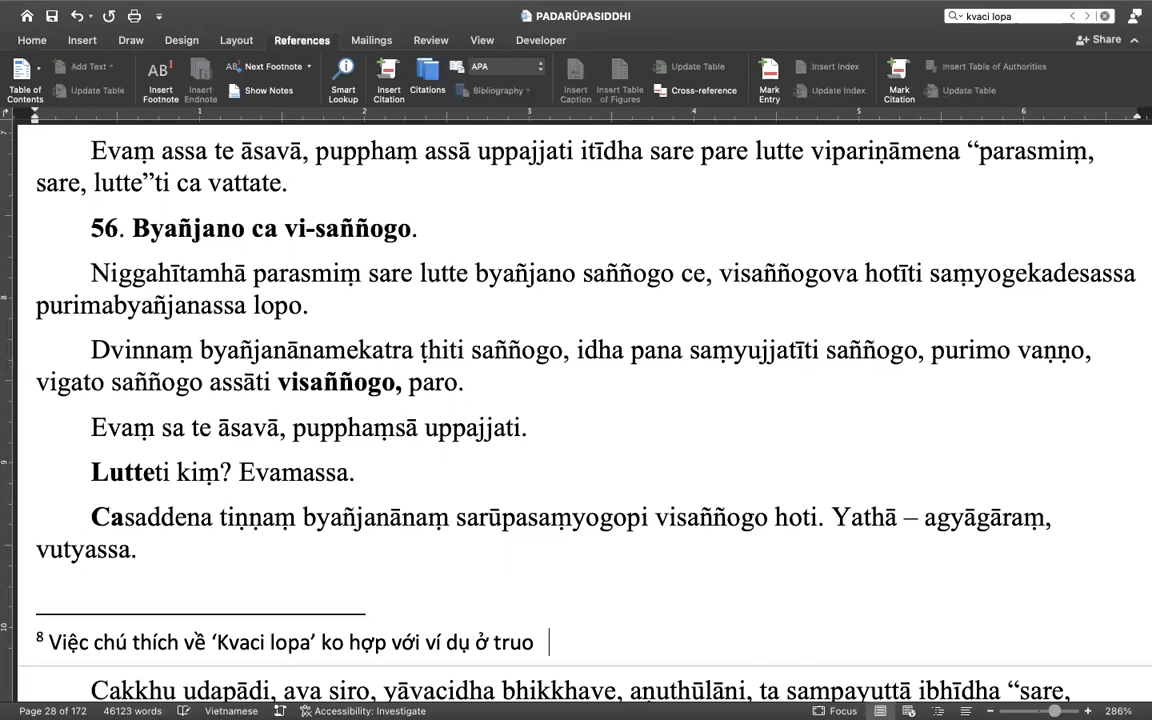 PADARŪPASIDDHI
kvaci lopa
Home Insert Draw Design Layout References Mailings Review View Developer
Share
Table of Contents
Add Text
Update Table
AB1
Insert Footnote
Insert Endnote
AB1 Next Footnote
Show Notes
Smart Lookup
Insert Citation
Citations
APA
Bibliography
Insert Caption
Insert Table of Figures
Update Table
Cross-reference
Mark Entry
Insert Index
Update Index
Mark Citation
Insert Table of Authorities
Update Table
1 2 3 4 5 6
Evaṃ assa te āsavā, pupphaṃ assā uppajjati itīdha sare pare lutte vipariṇāmena “parasmiṃ,
sare, lutte”ti ca vattate.
56. Byañjano ca vi-saññogo.
Niggahītamhā parasmiṃ sare lutte byañjano saññogo ce, visaññogova hotīti saṃyogekadesassa
purimabyañjanassa lopo.
Dvinnaṃ byañjanānamekatra ṭhiti saññogo, idha pana saṃyujjatīti saññogo, purimo vaṇṇo,
vigato saññogo assāti visaññogo, paro.
Evaṃ sa te āsavā, pupphaṃsā uppajjati.
Lutteti kiṃ? Evamassa.
Casaddena tiṇṇaṃ byañjanānaṃ sarūpasaṃyogopi visaññogo hoti. Yathā – agyāgāraṃ,
vutyassa.
8 Việc chú thích về ‘Kvaci lopa’ ko hợp với ví dụ ở truo
Cakkhu udapādi, ava siro, yāvacidha bhikkhave, aṇuthūlāni, ta sampayuttā ibhīdha “sare,
Page 28 of 172 46123 words Vietnamese Accessibility: Investigate Focus 286%